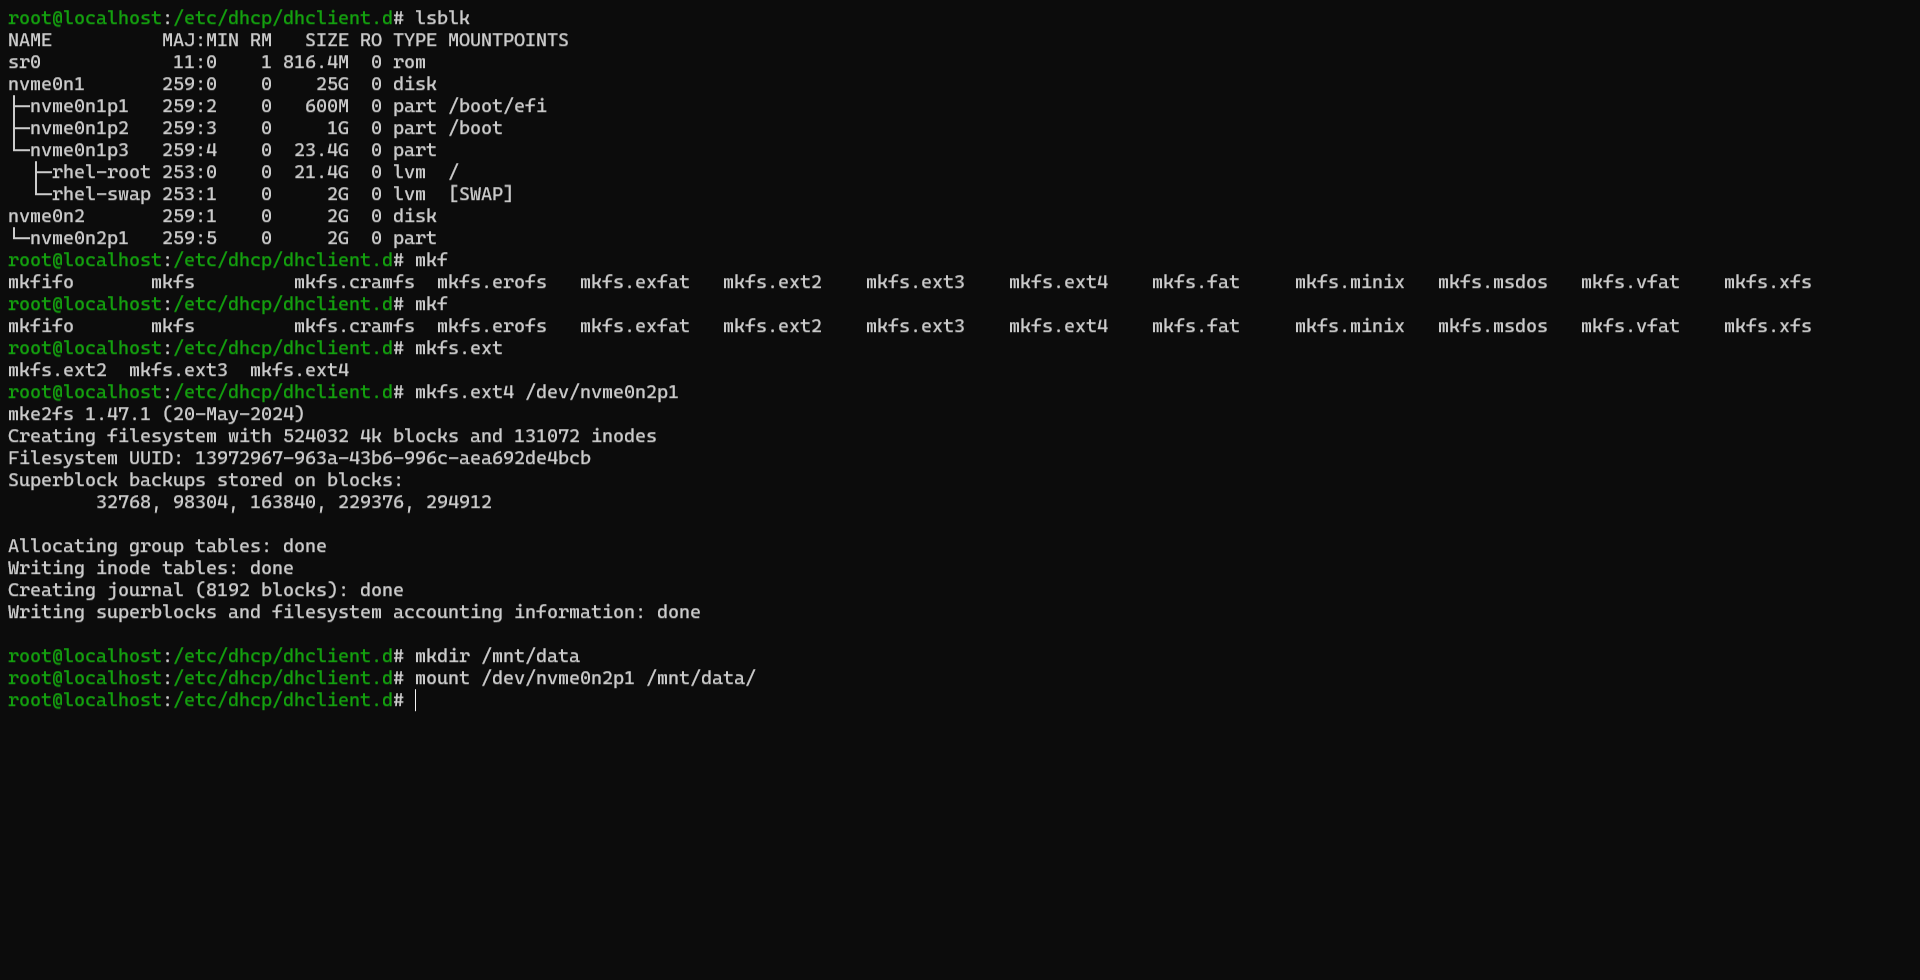 root@localhost:/etc/dhcp/dhclient.d# lsblk
NAME          MAJ:MIN RM   SIZE RO TYPE MOUNTPOINTS
sr0            11:0    1 816.4M  0 rom
nvme0n1       259:0    0    25G  0 disk
├─nvme0n1p1   259:2    0   600M  0 part /boot/efi
├─nvme0n1p2   259:3    0     1G  0 part /boot
└─nvme0n1p3   259:4    0  23.4G  0 part
  ├─rhel-root 253:0    0  21.4G  0 lvm  /
  └─rhel-swap 253:1    0     2G  0 lvm  [SWAP]
nvme0n2       259:1    0     2G  0 disk
└─nvme0n2p1   259:5    0     2G  0 part
root@localhost:/etc/dhcp/dhclient.d# mkf
mkfifo       mkfs         mkfs.cramfs  mkfs.erofs   mkfs.exfat   mkfs.ext2    mkfs.ext3    mkfs.ext4    mkfs.fat     mkfs.minix   mkfs.msdos   mkfs.vfat    mkfs.xfs
root@localhost:/etc/dhcp/dhclient.d# mkf
mkfifo       mkfs         mkfs.cramfs  mkfs.erofs   mkfs.exfat   mkfs.ext2    mkfs.ext3    mkfs.ext4    mkfs.fat     mkfs.minix   mkfs.msdos   mkfs.vfat    mkfs.xfs
root@localhost:/etc/dhcp/dhclient.d# mkfs.ext
mkfs.ext2  mkfs.ext3  mkfs.ext4
root@localhost:/etc/dhcp/dhclient.d# mkfs.ext4 /dev/nvme0n2p1
mke2fs 1.47.1 (20-May-2024)
Creating filesystem with 524032 4k blocks and 131072 inodes
Filesystem UUID: 13972967-963a-43b6-996c-aea692de4bcb
Superblock backups stored on blocks:
        32768, 98304, 163840, 229376, 294912

Allocating group tables: done
Writing inode tables: done
Creating journal (8192 blocks): done
Writing superblocks and filesystem accounting information: done

root@localhost:/etc/dhcp/dhclient.d# mkdir /mnt/data
root@localhost:/etc/dhcp/dhclient.d# mount /dev/nvme0n2p1 /mnt/data/
root@localhost:/etc/dhcp/dhclient.d#